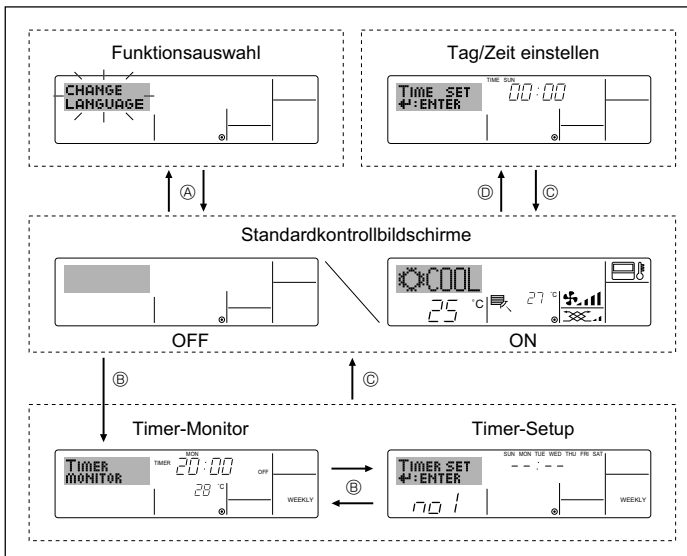 Funktionsauswahl
CHANGE
LANGUAGE
Tag/Zeit einstellen
TIME SUN
TIME SET
↵:ENTER
00:00
Ⓐ
Ⓓ
Ⓒ
Standardkontrollbildschirme
OFF
COOL
25 °C
27 °C
ON
Ⓑ
Ⓒ
Timer-Monitor
TIMER
MONITOR
MON
TIMER 20:00 OFF
28 °C
WEEKLY
Ⓑ
Timer-Setup
SUN MON TUE WED THU FRI SAT
TIMER SET
↵:ENTER
--:--
no 1
WEEKLY